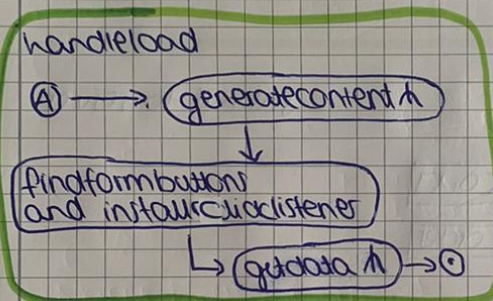 handleload
A
generatecontent
findformbuttons
and installclicklistener
getdata